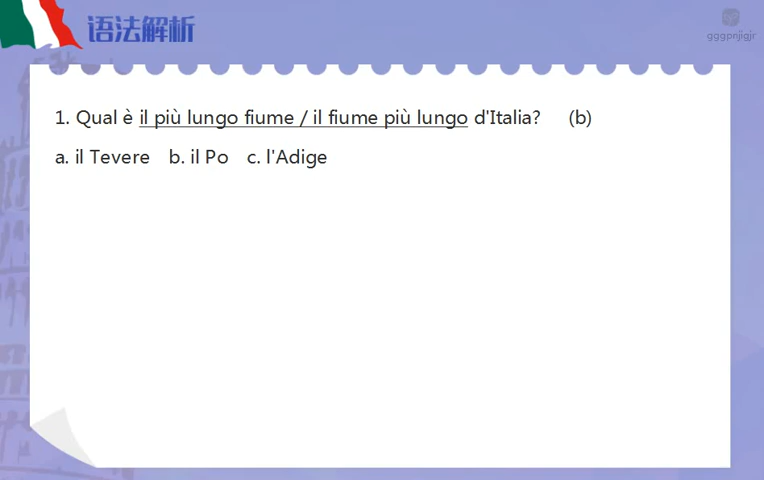 语法解析
gggpnjigjr
1. Qual è il più lungo fiume / il fiume più lungo d'Italia? (b)
a. il Tevere b. il Po c. l'Adige